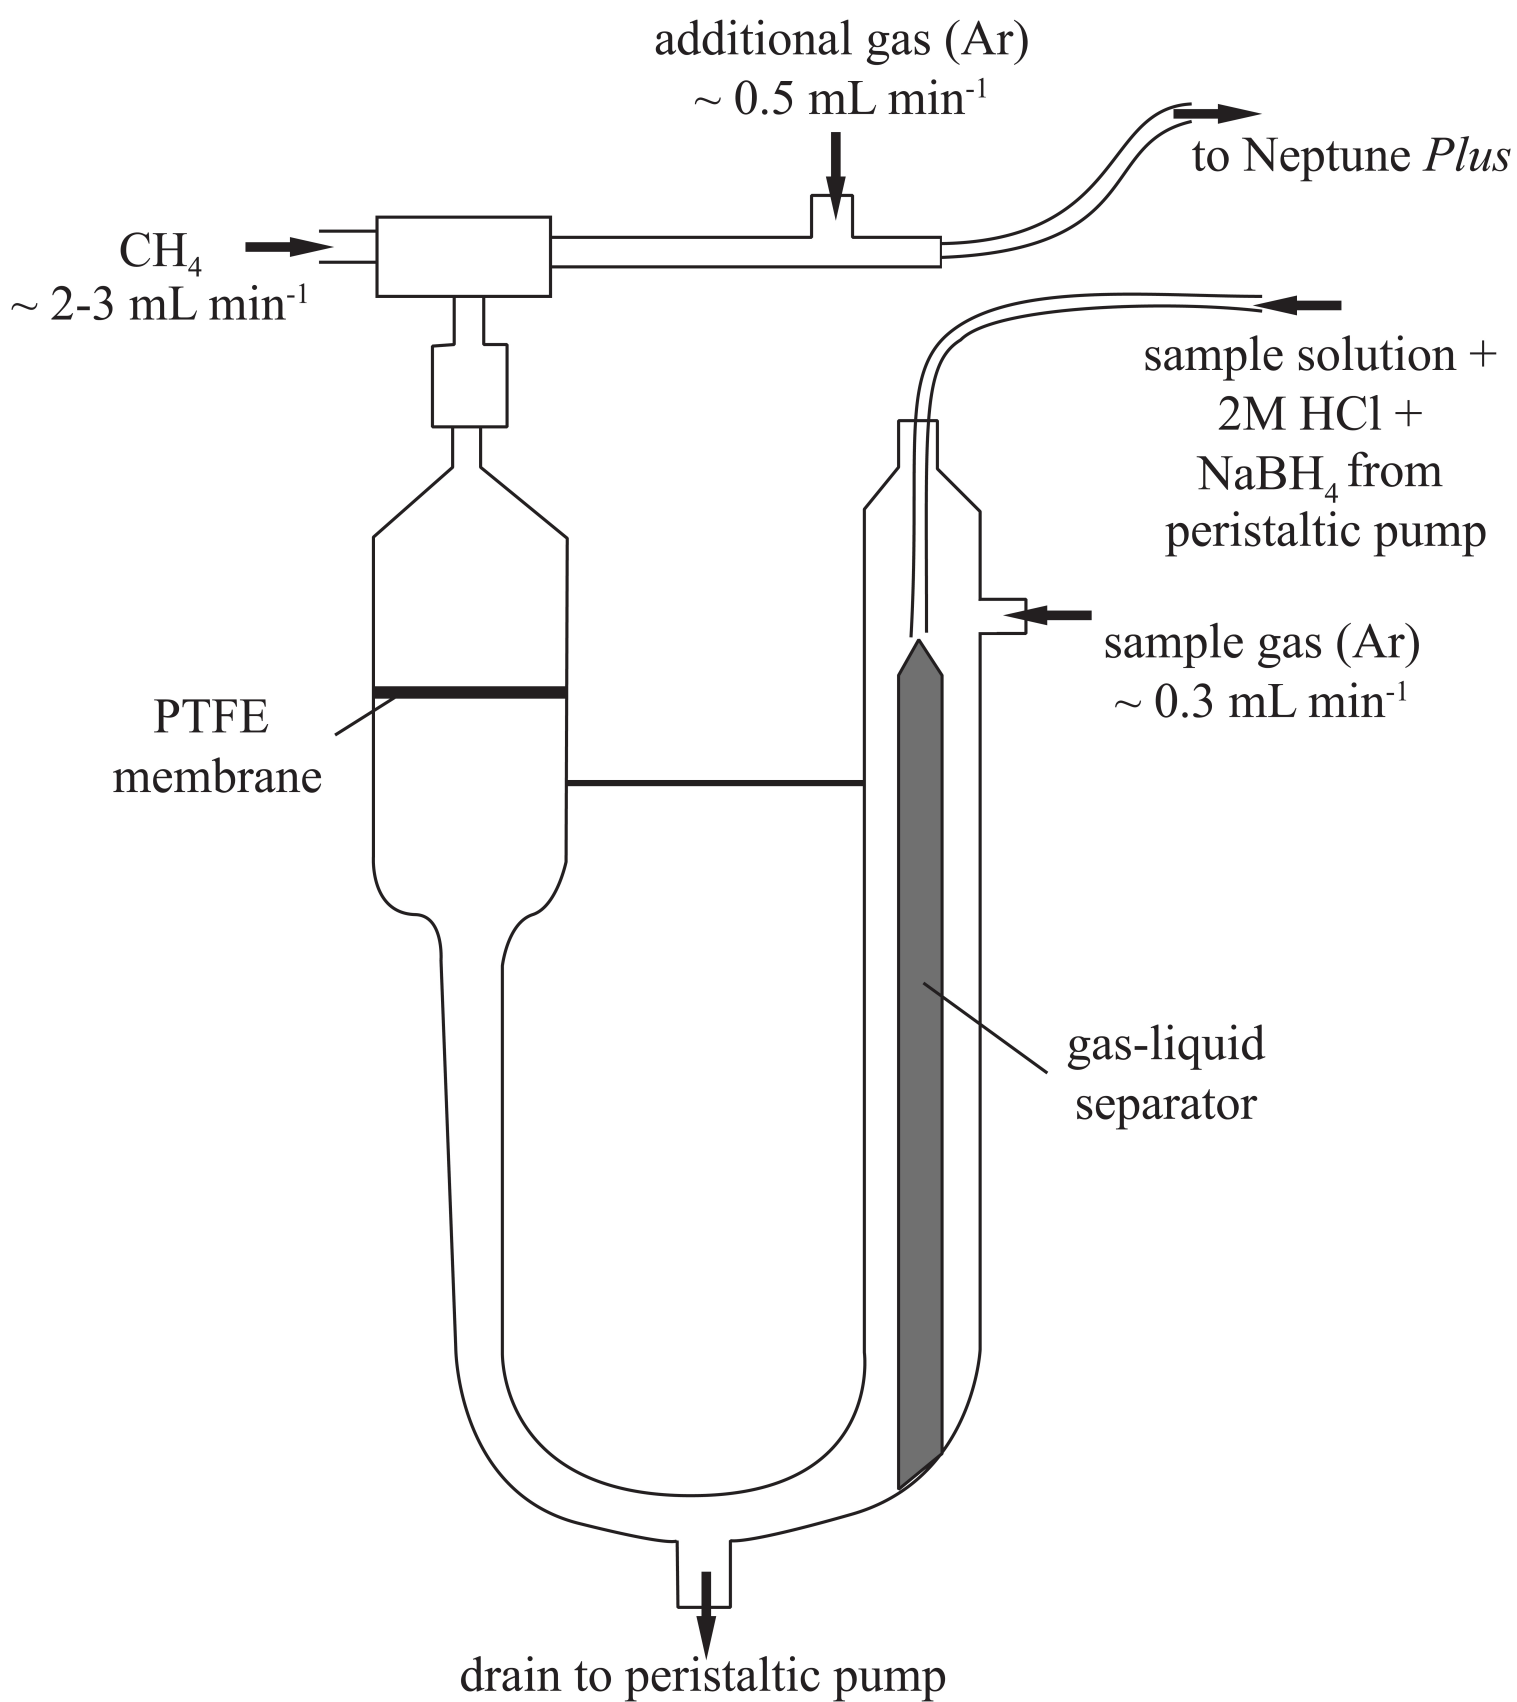 additional gas (Ar)
~ 0.5 mL min⁻¹
to Neptune Plus
CH₄
~ 2-3 mL min⁻¹
sample solution +
2M HCl +
NaBH₄ from
peristaltic pump
sample gas (Ar)
~ 0.3 mL min⁻¹
PTFE
membrane
gas-liquid
separator
drain to peristaltic pump